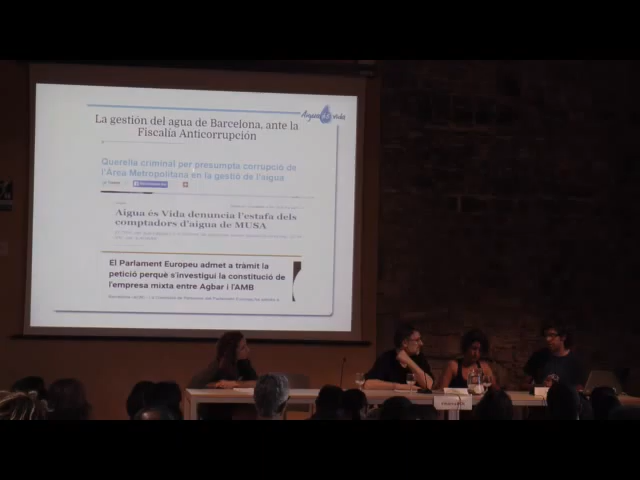 Aigua és vida
La gestión del agua de Barcelona, ante la
Fiscalía Anticorrupción
Querella criminal per presumpta corrupció de
l'Àrea Metropolitana en la gestió de l'aigua
Aigua és Vida denuncia l'estafa dels
comptadors d'aigua de MUSA
El Parlament Europeu admet a tràmit la
petició perquè s'investigui la constitució de
l'empresa mixta entre Agbar i l'AMB